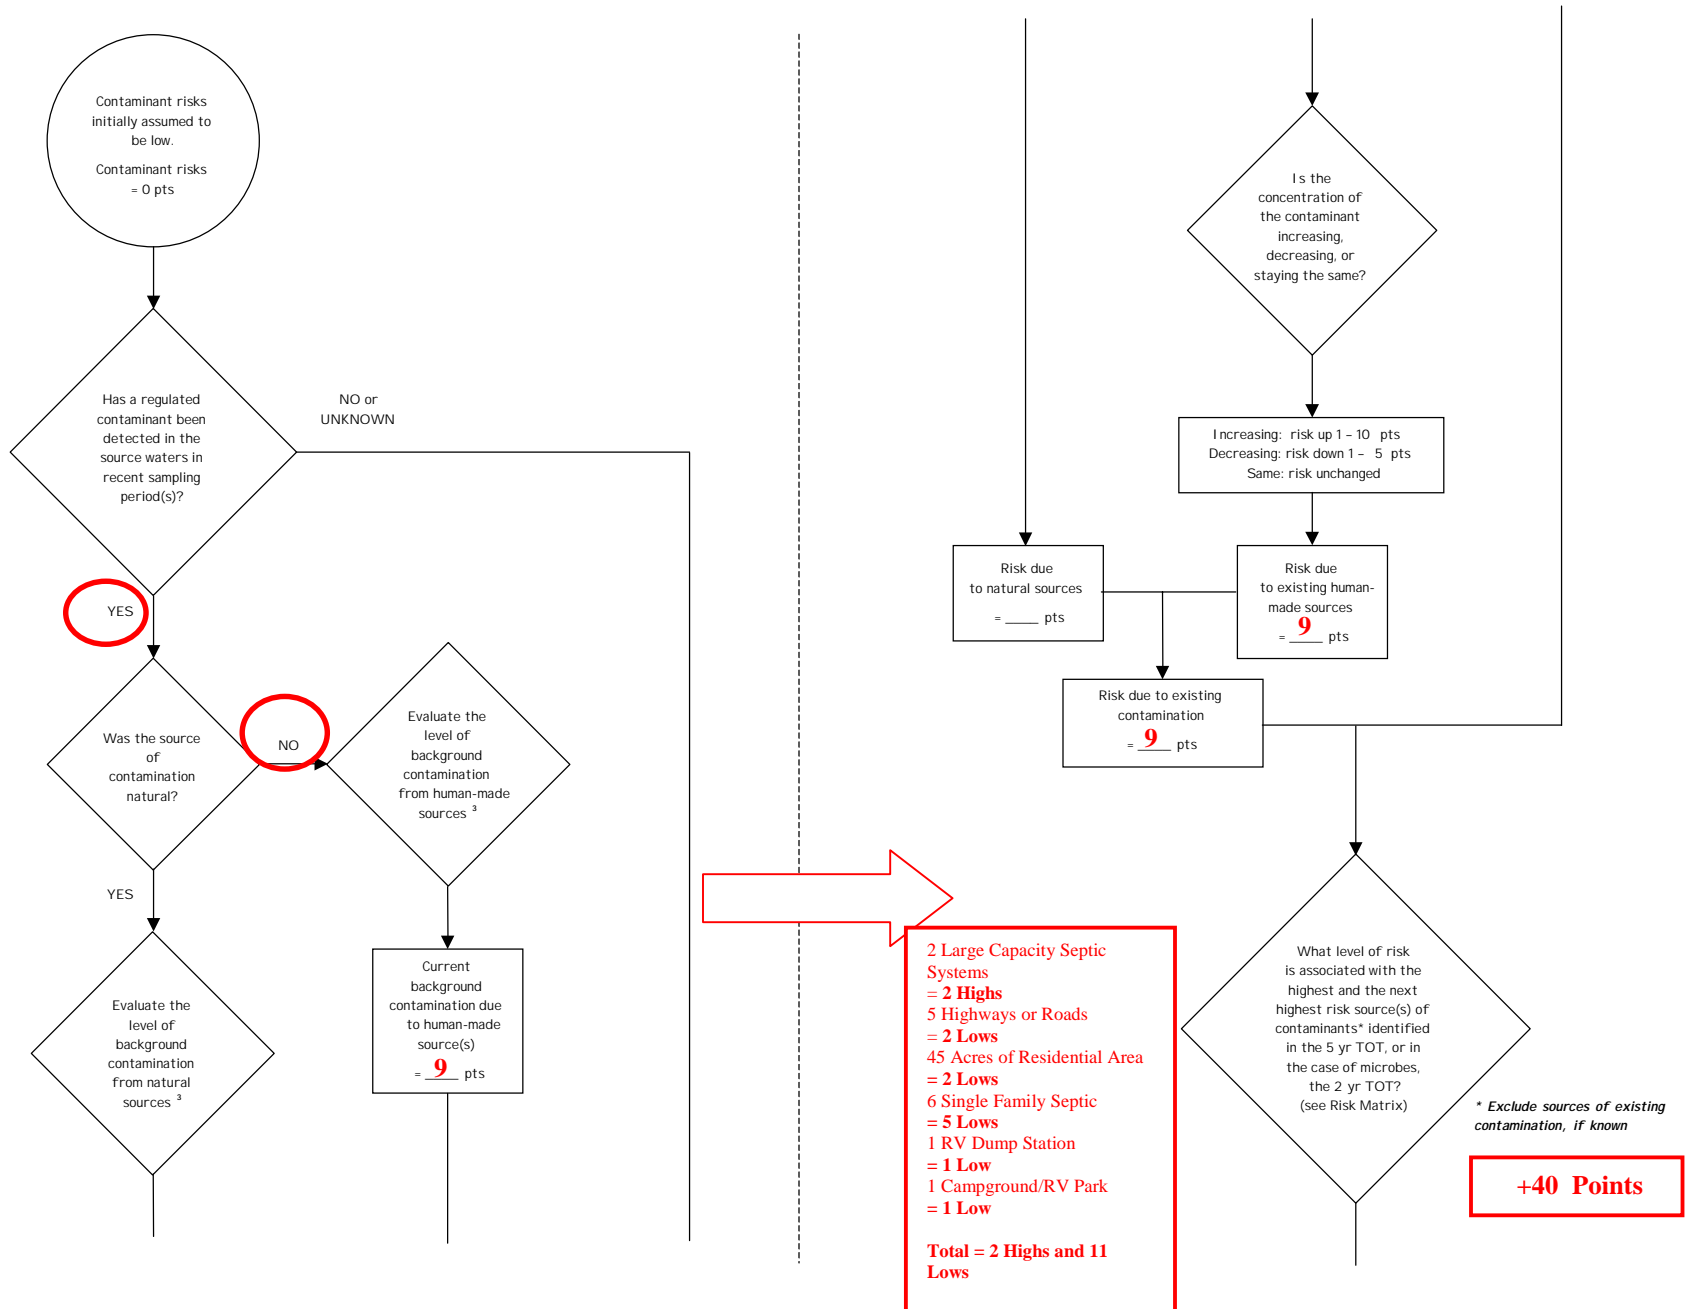 Contaminant risks
initially assumed to
be low.
Contaminant risks
= 0 pts
Has a regulated
contaminant been
detected in the
source waters in
recent sampling
period(s)?
NO or
UNKNOWN
YES
Was the source
of
contamination
natural?
NO
Evaluate the
level of
background
contamination
from human-made
sources ³
YES
Evaluate the
level of
background
contamination
from natural
sources ³
Current
background
contamination due
to human-made
source(s)
= 9 pts
Is the
concentration of
the contaminant
increasing,
decreasing, or
staying the same?
Increasing: risk up 1 – 10 pts
Decreasing: risk down 1 – 5 pts
Same: risk unchanged
Risk due
to natural sources
= ____ pts
Risk due
to existing human-
made sources
= 9 pts
Risk due to existing
contamination
= 9 pts
2 Large Capacity Septic
Systems
= 2 Highs
5 Highways or Roads
= 2 Lows
45 Acres of Residential Area
= 2 Lows
6 Single Family Septic
= 5 Lows
1 RV Dump Station
= 1 Low
1 Campground/RV Park
= 1 Low
Total = 2 Highs and 11
Lows
What level of risk
is associated with the
highest and the next
highest risk source(s) of
contaminants* identified
in the 5 yr TOT, or in
the case of microbes,
the 2 yr TOT?
(see Risk Matrix)
* Exclude sources of existing
contamination, if known
+40 Points